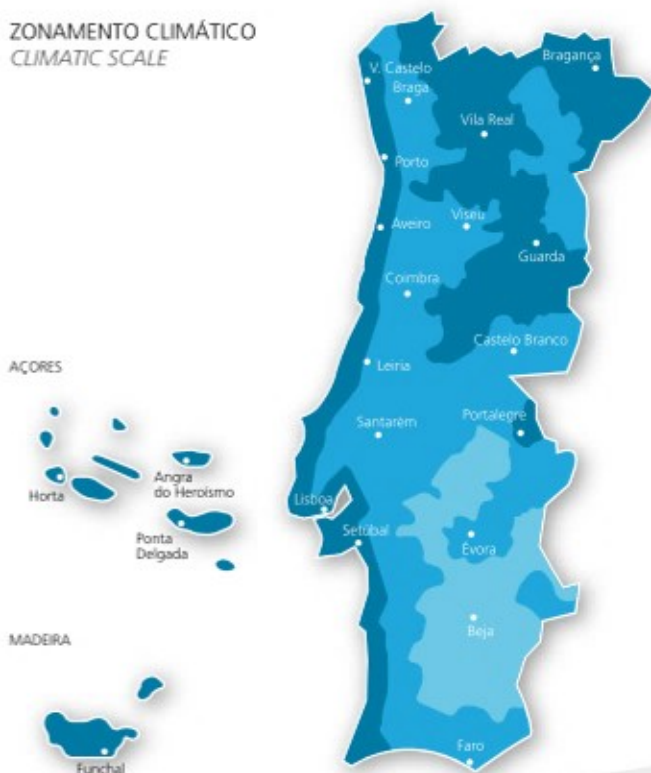 ZONAMENTO CLIMÁTICO
CLIMATIC SCALE
Bragança
V. Castelo
Braga
Vila Real
Porto
Aveiro
Viseu
Guarda
Coimbra
Castelo Branco
Leiria
AÇORES
Santarém
Portalegre
Angra
do Heroísmo
Horta
Lisboa
Ponta
Delgada
Setúbal
Évora
Beja
MADEIRA
Faro
Funchal